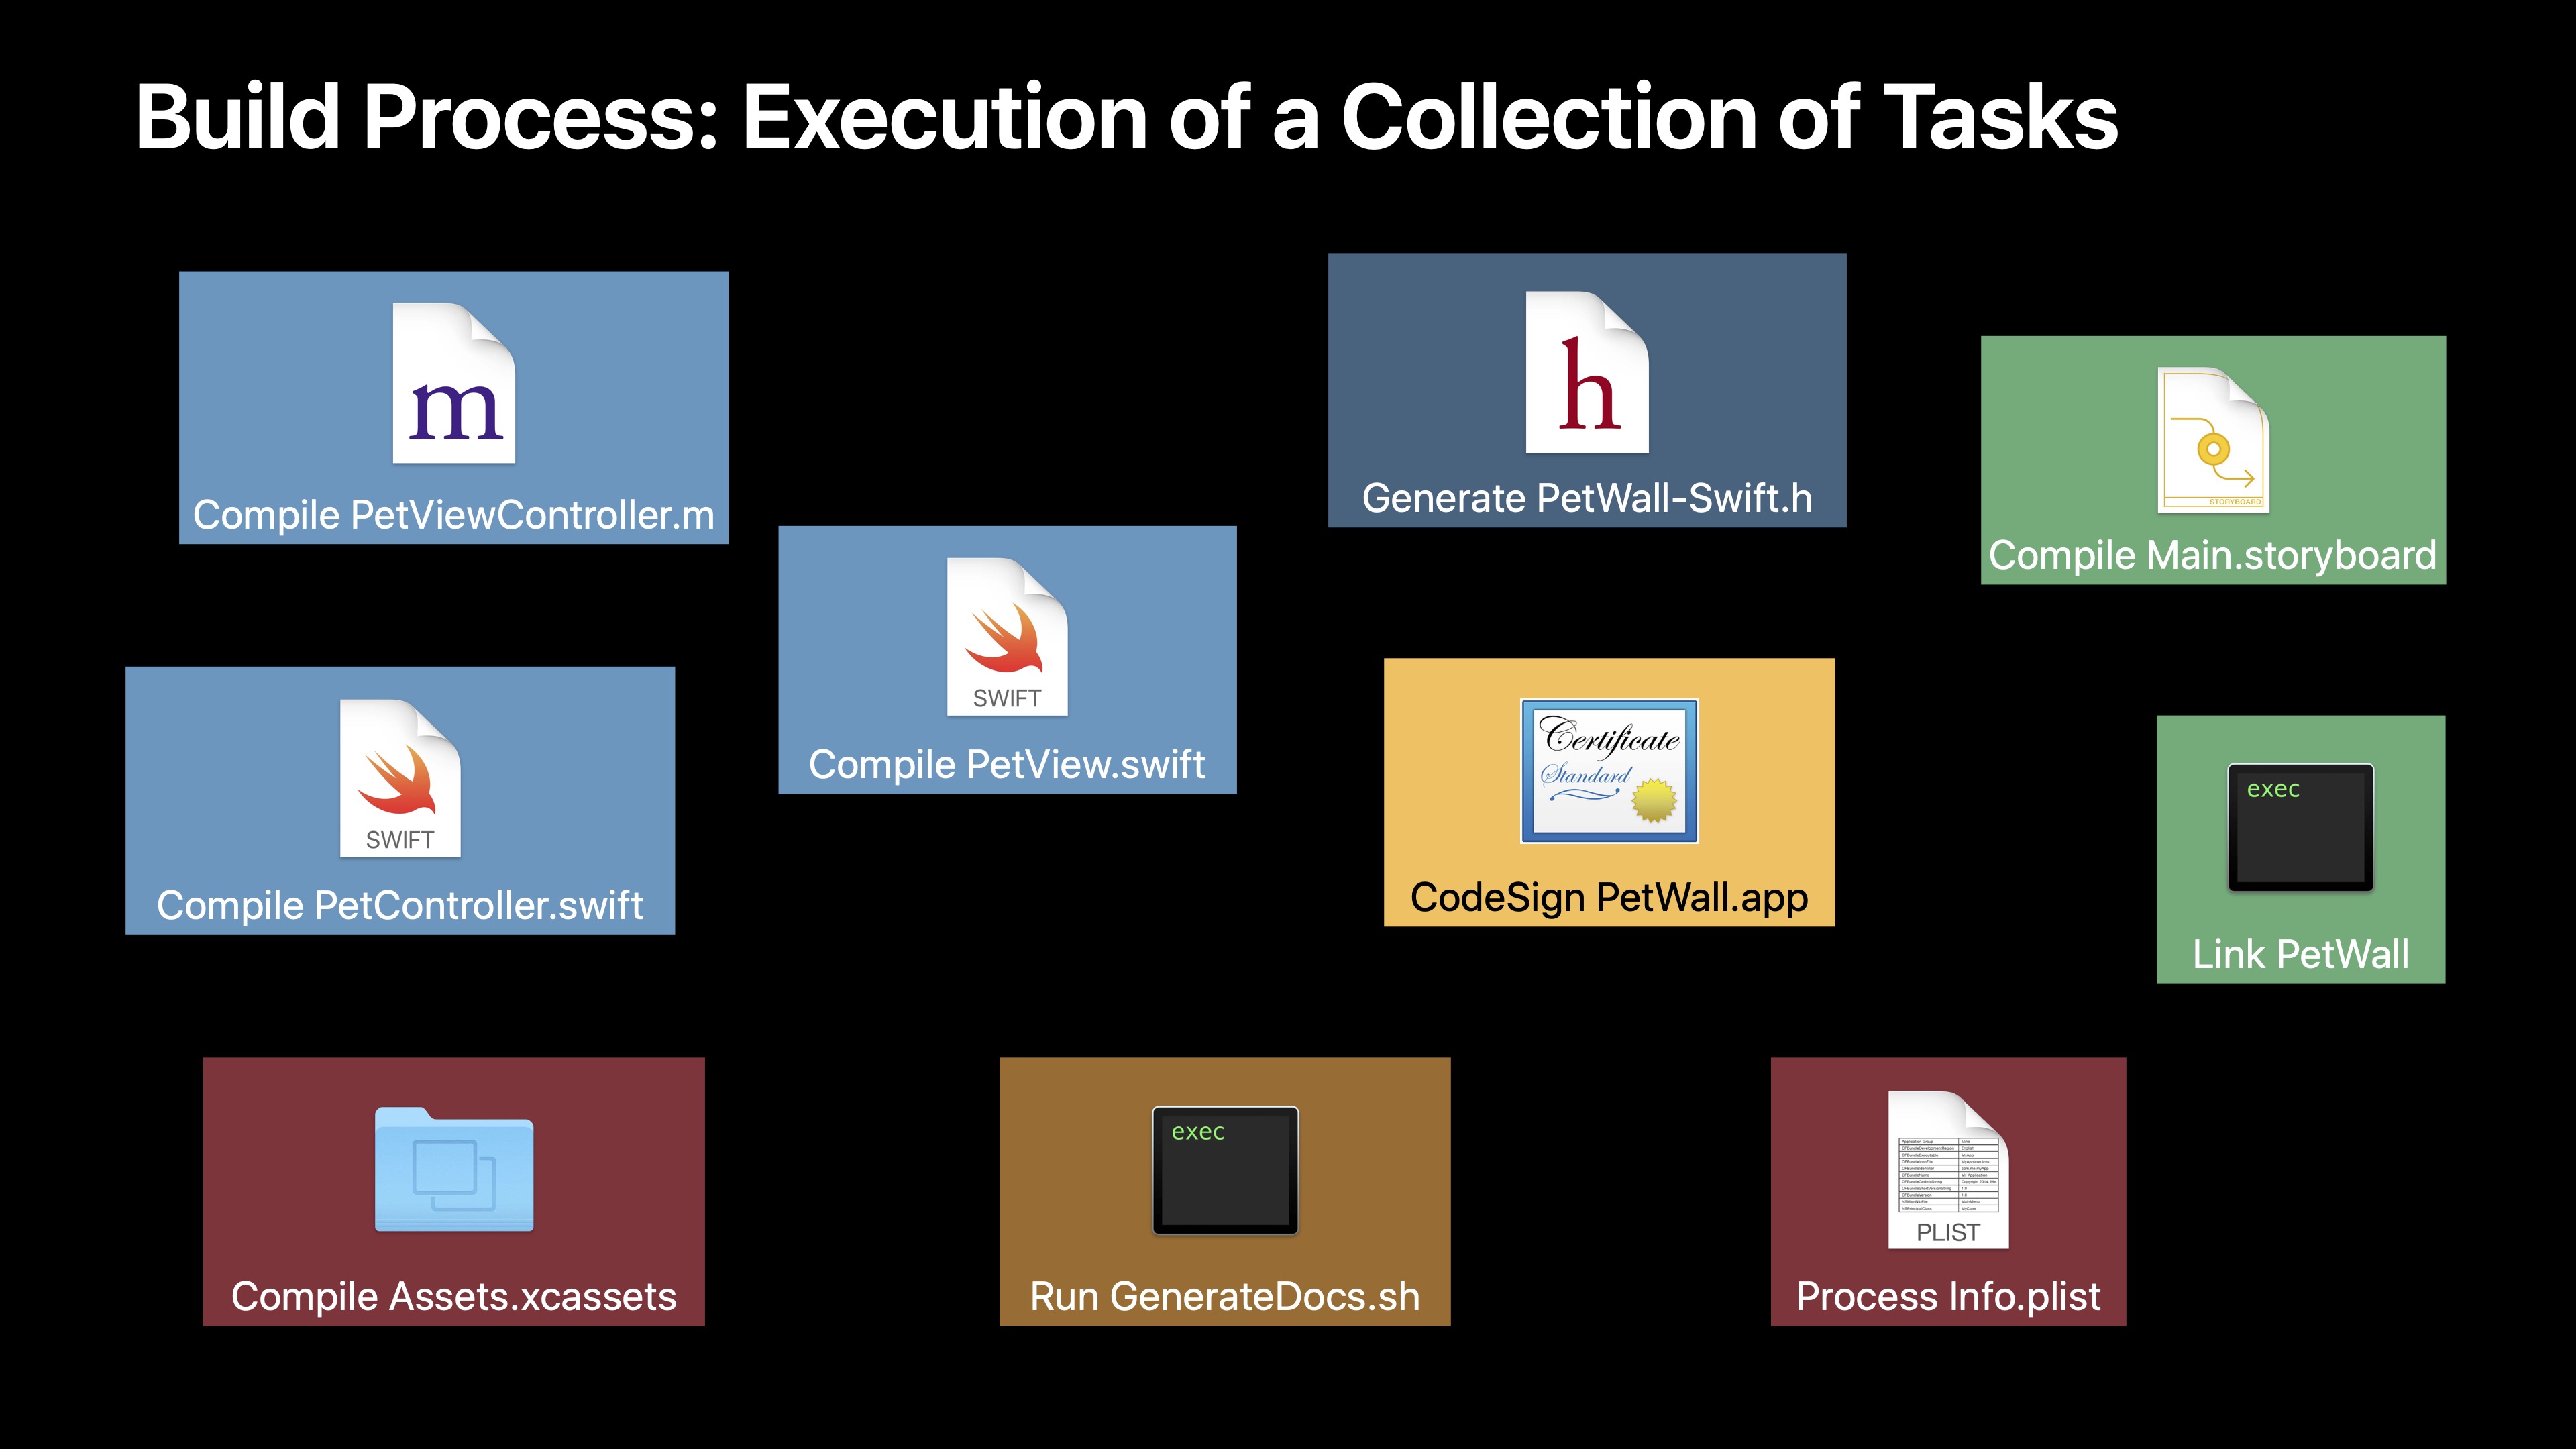 Build Process: Execution of a Collection of Tasks
m
Compile PetViewController.m
h
Generate PetWall-Swift.h
STORYBOARD
Compile Main.storyboard
SWIFT
Compile PetView.swift
SWIFT
Compile PetController.swift
Certificate
Standard
CodeSign PetWall.app
exec
Link PetWall
Compile Assets.xcassets
exec
Run GenerateDocs.sh
PLIST
Process Info.plist